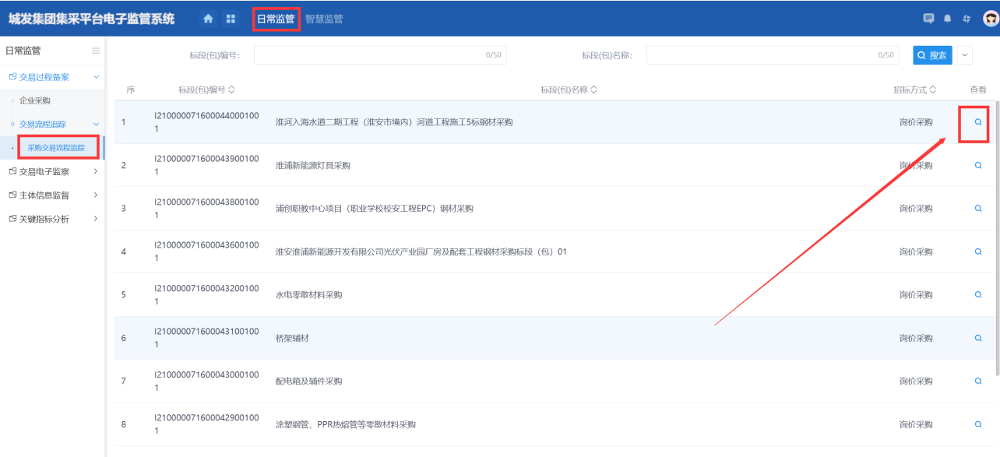 城发集团集采平台电子监管系统 日常监管 智慧监管
日常监管
交易过程备案
企业采购
交易流程追踪
采购交易流程追踪
交易电子监察
主体信息监督
关键指标分析
标段(包)编号: 0/50 标段(包)名称: 0/50 搜索
序 标段(包)编号 标段(包)名称 招标方式 查看
1 I21000007160004400010001 淮河入海水道二期工程（淮安市境内）河道工程施工5标钢材采购 询价采购
2 I2100000716000439001001 淮浦新能源灯具采购 询价采购
3 I2100000716000438001001 浦创职教中心项目（职业学校校安工程EPC）钢材采购 询价采购
4 I2100000716000436001001 淮安淮浦新能源开发有限公司光伏产业园厂房及配套工程钢材采购标段（包）01 询价采购
5 I2100000716000432001001 水电零散材料采购 询价采购
6 I2100000716000431001001 桥架辅材 询价采购
7 I2100000716000430001001 配电箱及辅件采购 询价采购
8 I2100000716000429001001 涂塑钢管、PPR热熔管等零散材料采购 询价采购